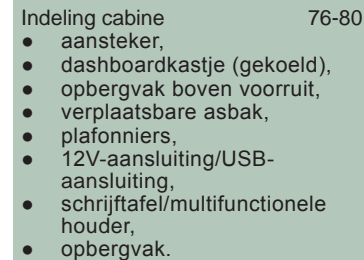 Indeling cabine 76-80
● aansteker,
● dashboardkastje (gekoeld),
● opbergvak boven voorruit,
● verplaatsbare asbak,
● plafonniers,
● 12V-aansluiting/USB-
aansluiting,
● schrijftafel/multifunctionele
houder,
● opbergvak.